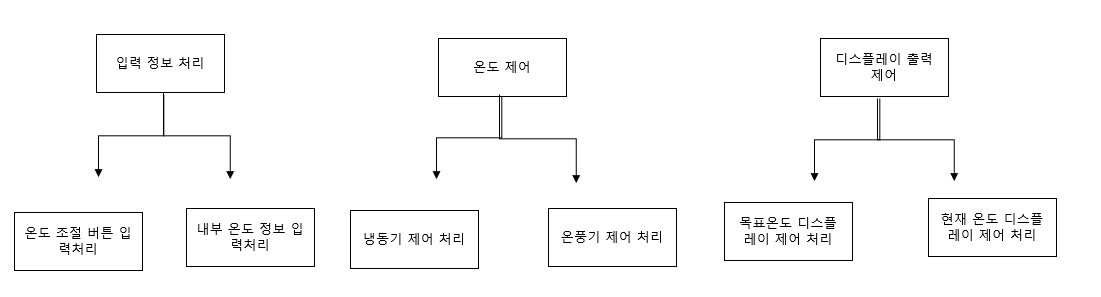 입력 정보 처리
온도 제어
디스플레이 출력
제어
온도 조절 버튼 입
력처리
내부 온도 정보 입
력처리
냉동기 제어 처리
온풍기 제어 처리
목표온도 디스플
레이 제어 처리
현재 온도 디스플
레이 제어 처리